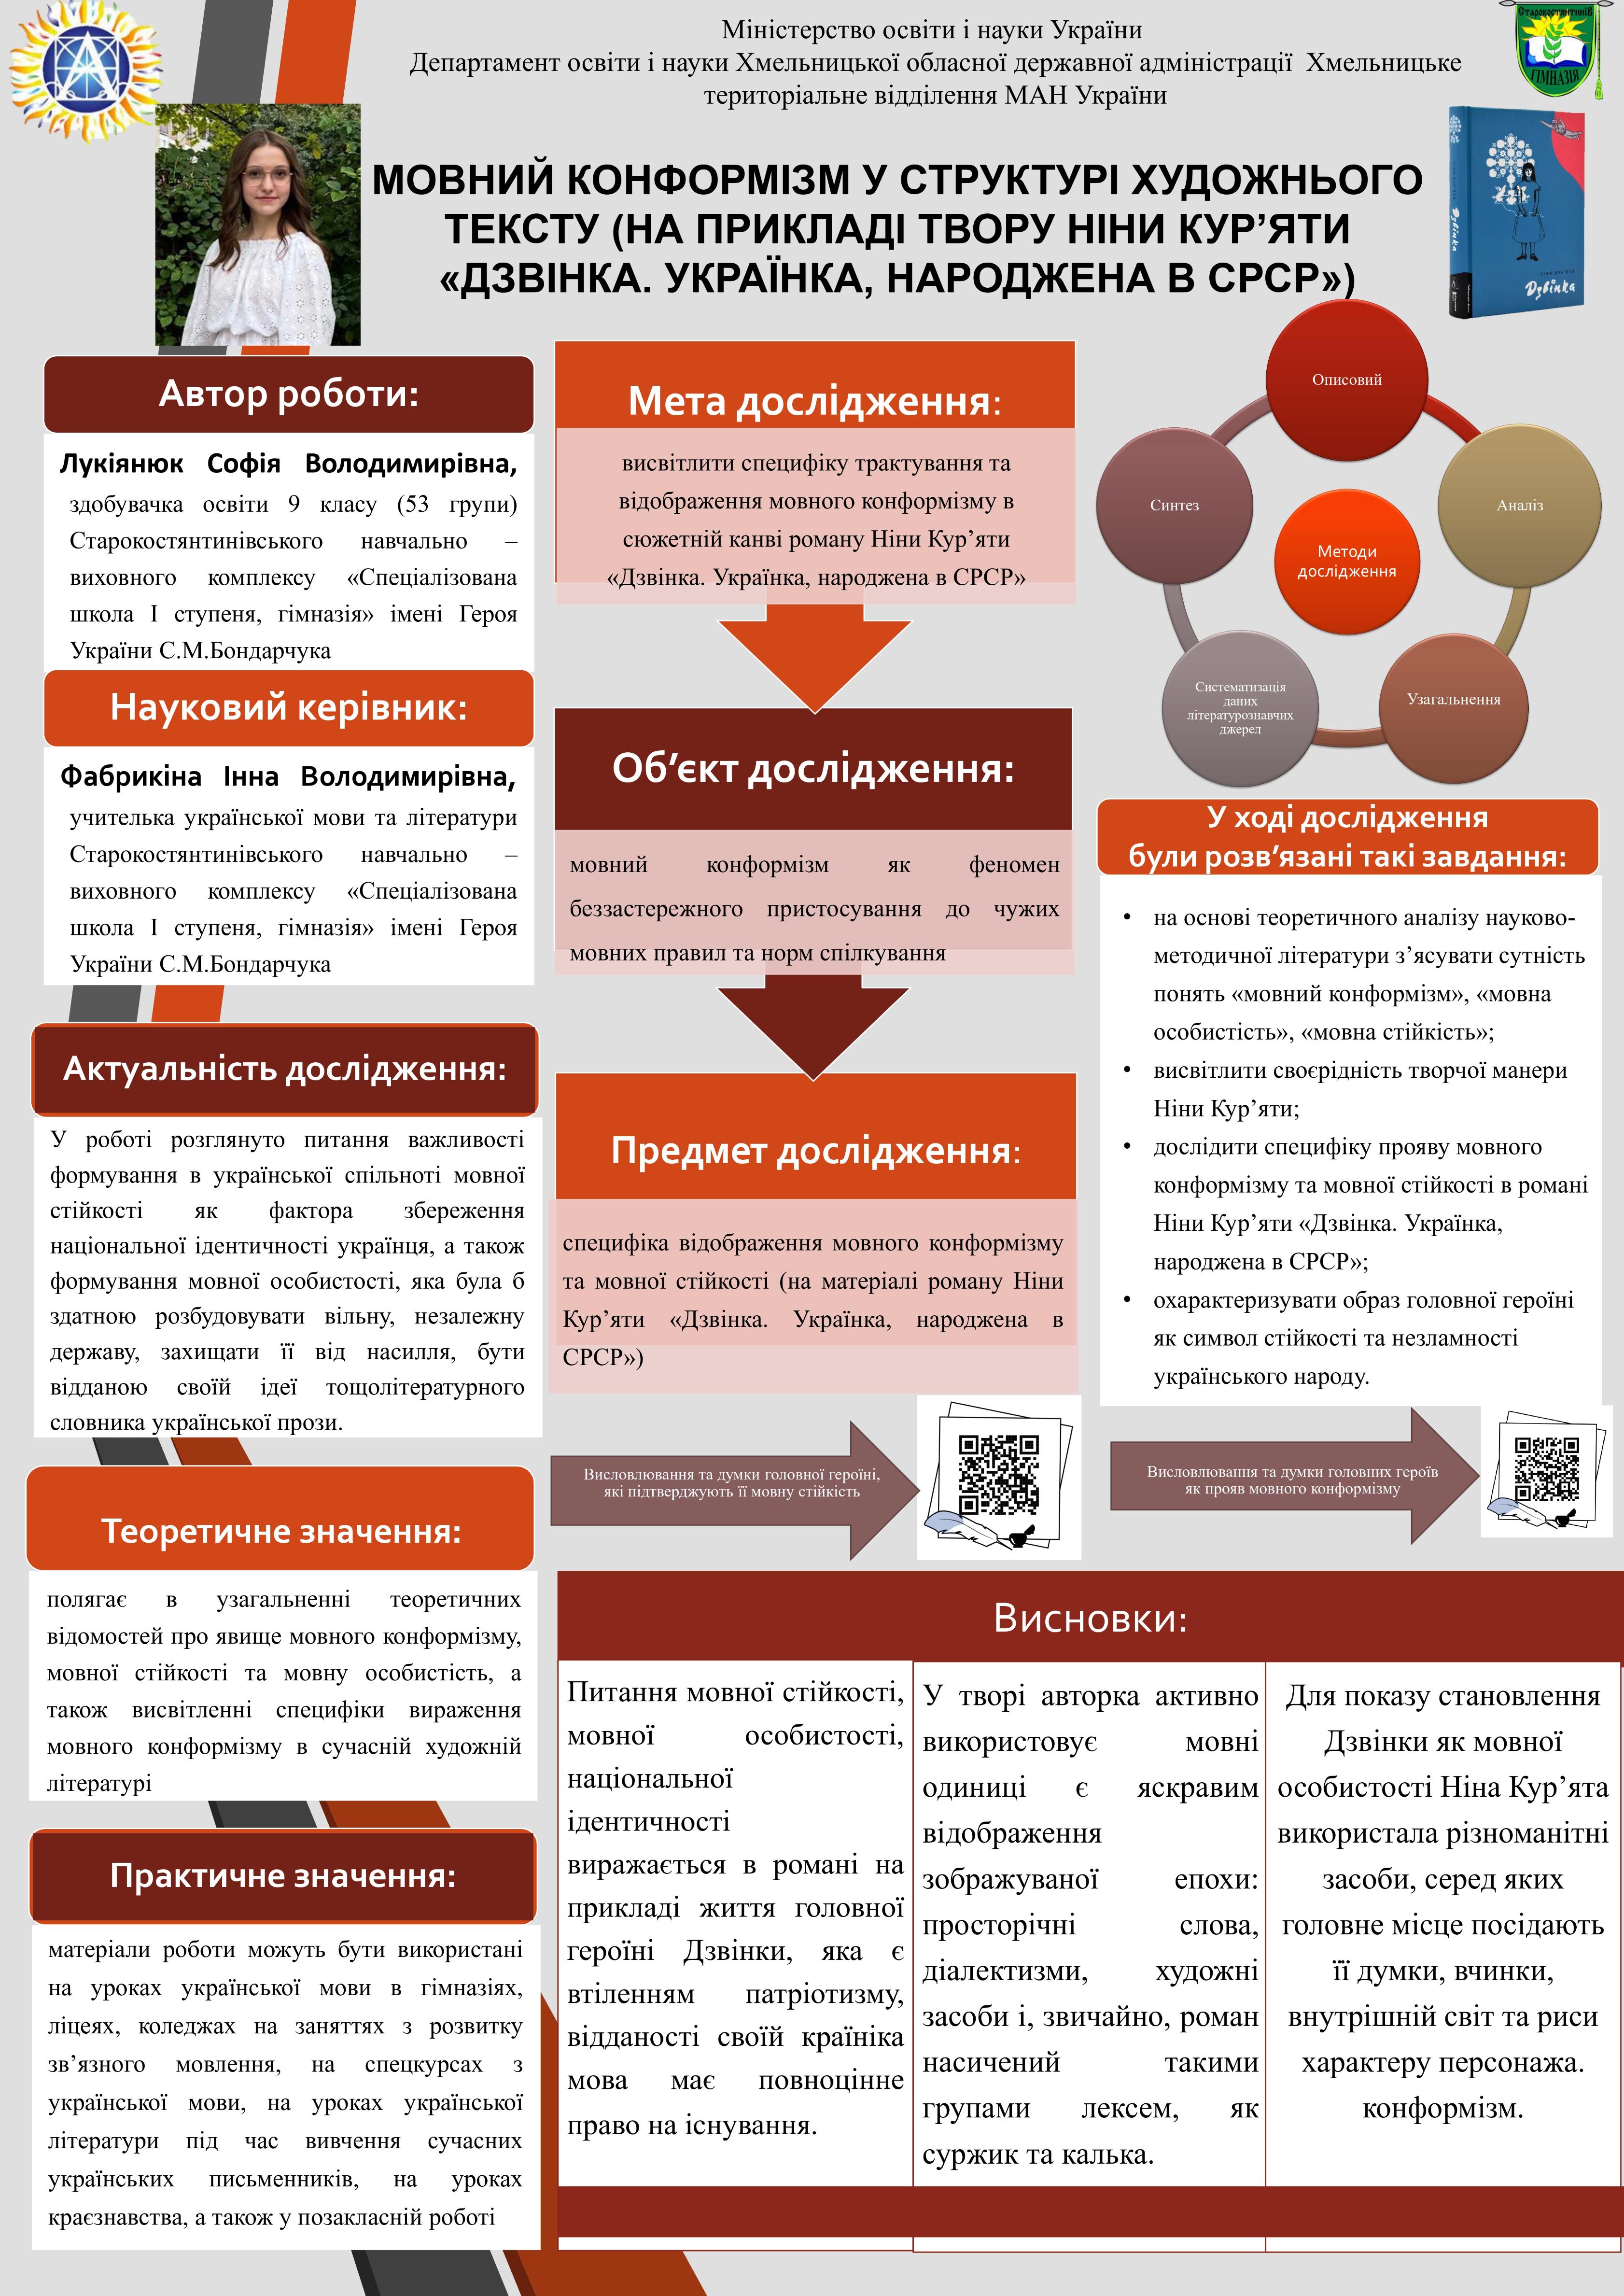 Міністерство освіти і науки України
Департамент освіти і науки Хмельницької обласної державної адміністрації Хмельницьке
територіальне відділення МАН України
Старокостянтинів
ГІМНАЗІЯ
МОВНИЙ КОНФОРМІЗМ У СТРУКТУРІ ХУДОЖНЬОГО
ТЕКСТУ (НА ПРИКЛАДІ ТВОРУ НІНИ КУР’ЯТИ
«ДЗВІНКА. УКРАЇНКА, НАРОДЖЕНА В СРСР»)
НІНА КУР'ЯТА
Дзвінка
Дзвінка
Автор роботи:
Лукіянюк Софія Володимирівна,
здобувачка освіти 9 класу (53 групи)
Старокостянтинівського навчально –
виховного комплексу «Спеціалізована
школа І ступеня, гімназія» імені Героя
України С.М.Бондарчука
Науковий керівник:
Фабрикіна Інна Володимирівна,
учителька української мови та літератури
Старокостянтинівського навчально –
виховного комплексу «Спеціалізована
школа І ступеня, гімназія» імені Героя
України С.М.Бондарчука
Актуальність дослідження:
У роботі розглянуто питання важливості
формування в української спільноті мовної
стійкості як фактора збереження
національної ідентичності українця, а також
формування мовної особистості, яка була б
здатною розбудовувати вільну, незалежну
державу, захищати її від насилля, бути
відданою своїй ідеї тощолітературного
словника української прози.
Теоретичне значення:
полягає в узагальненні теоретичних
відомостей про явище мовного конформізму,
мовної стійкості та мовну особистість, а
також висвітленні специфіки вираження
мовного конформізму в сучасній художній
літературі
Практичне значення:
матеріали роботи можуть бути використані
на уроках української мови в гімназіях,
ліцеях, коледжах на заняттях з розвитку
зв’язного мовлення, на спецкурсах з
української мови, на уроках української
літератури під час вивчення сучасних
українських письменників, на уроках
краєзнавства, а також у позакласній роботі
Мета дослідження:
висвітлити специфіку трактування та
відображення мовного конформізму в
сюжетній канві роману Ніни Кур’яти
«Дзвінка. Українка, народжена в СРСР»
Об’єкт дослідження:
мовний конформізм як феномен
беззастережного пристосування до чужих
мовних правил та норм спілкування
Предмет дослідження:
специфіка відображення мовного конформізму
та мовної стійкості (на матеріалі роману Ніни
Кур’яти «Дзвінка. Українка, народжена в
СРСР»)
Описовий
Аналіз
Узагальнення
Систематизація
даних
літературознавчих
джерел
Синтез
Методи
дослідження
У ході дослідження
були розв’язані такі завдання:
• на основі теоретичного аналізу науково-
методичної літератури з’ясувати сутність
понять «мовний конформізм», «мовна
особистість», «мовна стійкість»;
• висвітлити своєрідність творчої манери
Ніни Кур’яти;
• дослідити специфіку прояву мовного
конформізму та мовної стійкості в романі
Ніни Кур’яти «Дзвінка. Українка,
народжена в СРСР»;
• охарактеризувати образ головної героїні
як символ стійкості та незламності
українського народу.
Висловлювання та думки головної героїні,
які підтверджують її мовну стійкість
Висловлювання та думки головних героїв
як прояв мовного конформізму
Висновки:
Питання мовної стійкості,
мовної особистості,
національної
ідентичності
виражається в романі на
прикладі життя головної
героїні Дзвінки, яка є
втіленням патріотизму,
відданості своїй країніка
мова має повноцінне
право на існування.
У творі авторка активно
використовує мовні
одиниці є яскравим
відображення
зображуваної епохи:
просторічні слова,
діалектизми, художні
засоби і, звичайно, роман
насичений такими
групами лексем, як
суржик та калька.
Для показу становлення
Дзвінки як мовної
особистості Ніна Кур’ята
використала різноманітні
засоби, серед яких
головне місце посідають
її думки, вчинки,
внутрішній світ та риси
характеру персонажа.
конформізм.